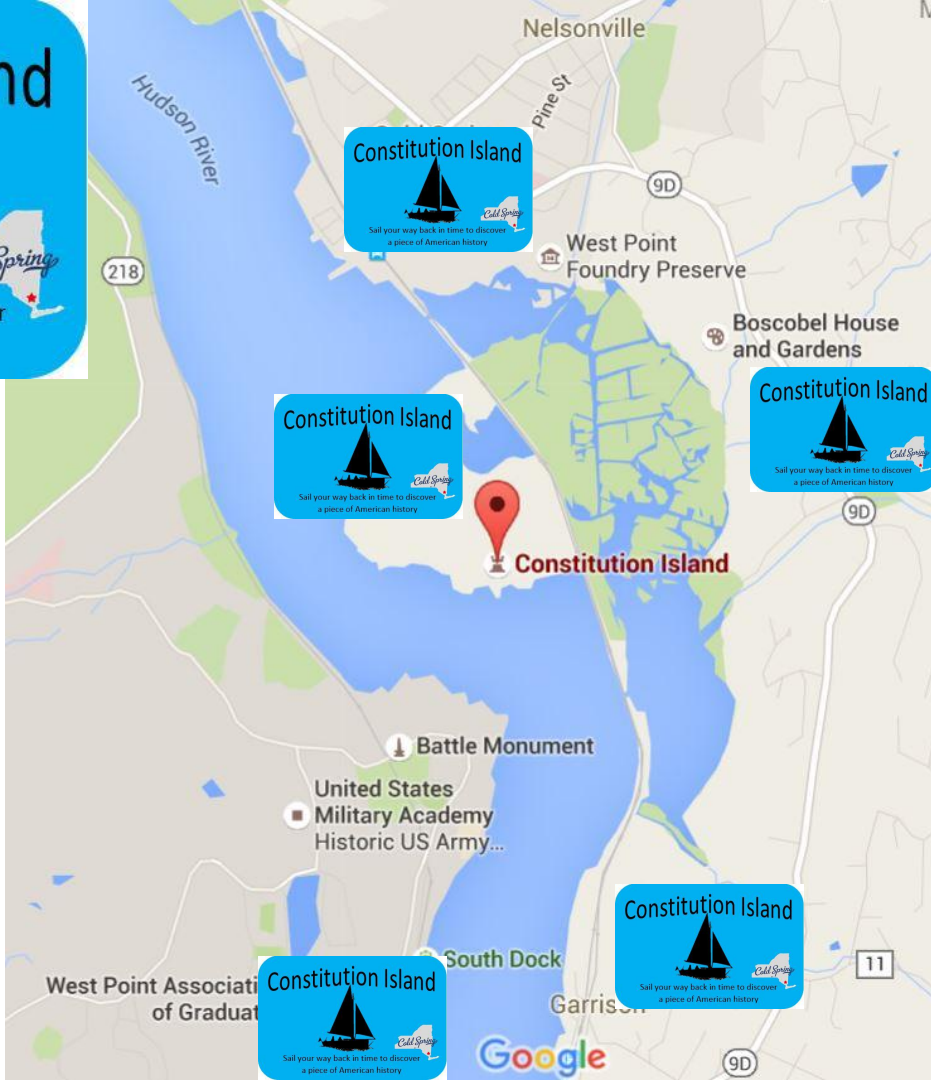 nd
Spring
r
Hudson River
Nelsonville
Pine St
Constitution Island
Cold Spring
Sail your way back in time to discover
a piece of American history
9D
218
West Point
Foundry Preserve
Boscobel House
and Gardens
Constitution Island
Cold Spring
Sail your way back in time to discover
a piece of American history
Constitution Island
Cold Spring
Sail your way back in time to discover
a piece of American history
9D
Constitution Island
Battle Monument
United States
Military Academy
Historic US Army...
Constitution Island
Cold Spring
Sail your way back in time to discover
a piece of American history
South Dock
11
West Point Associati
of Graduat
Constitution Island
Cold Spring
Sail your way back in time to discover
a piece of American history
Garrison
Google
9D